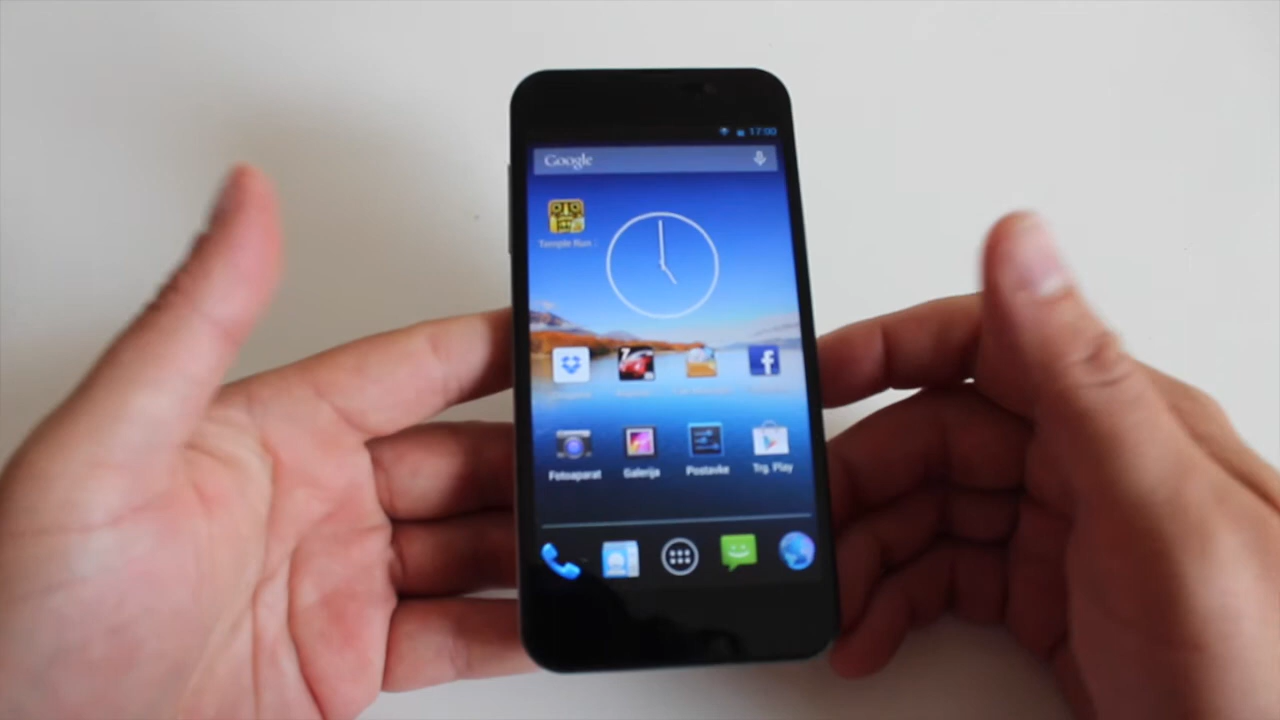 17:00
Google
Temple Run
Fotoaparat
Galerija
Postavke
Trg. Play